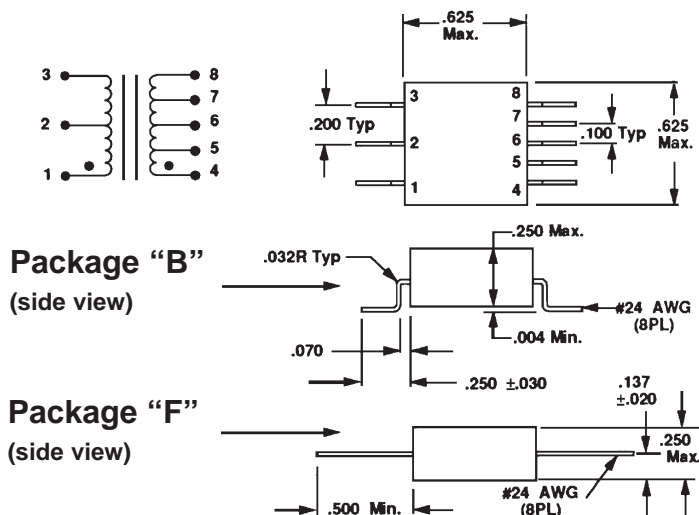 .625
Max.
3
8
7
2
6
5
1
4
3
8
7
.200 Typ
2
6
.100 Typ
.625
Max.
5
1
4
.250 Max.
Package “B”
(side view)
.032R Typ
#24 AWG
(8PL)
.004 Min.
.070
.250 ±.030
.137
±.020
Package “F”
(side view)
.250
Max.
#24 AWG
(8PL)
.500 Min.